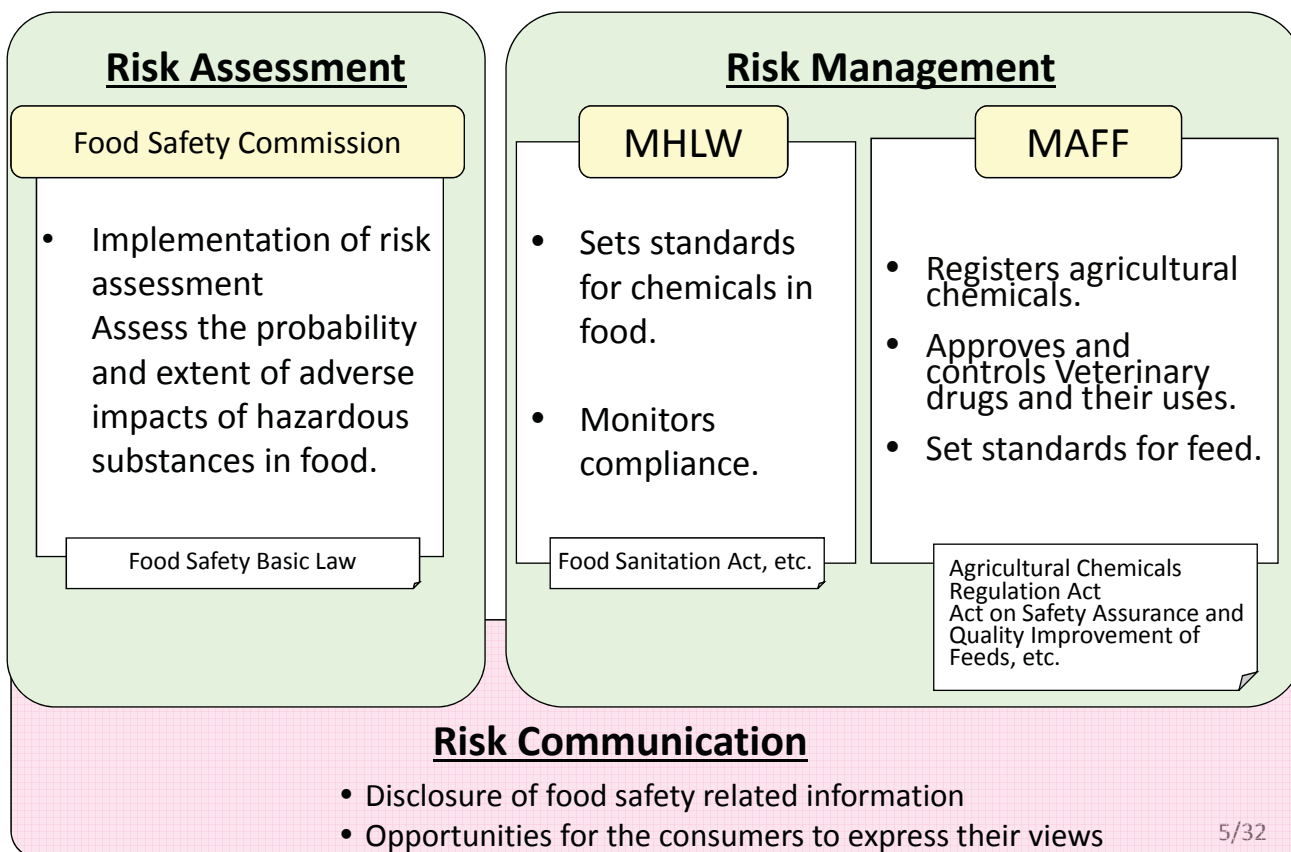 Risk Assessment
Food Safety Commission
• Implementation of risk
assessment
Assess the probability
and extent of adverse
impacts of hazardous
substances in food.
Food Safety Basic Law
Risk Management
MHLW
• Sets standards
for chemicals in
food.
• Monitors
compliance.
Food Sanitation Act, etc.
MAFF
• Registers agricultural
chemicals.
• Approves and
controls Veterinary
drugs and their uses.
• Set standards for feed.
Agricultural Chemicals
Regulation Act
Act on Safety Assurance and
Quality Improvement of
Feeds, etc.
Risk Communication
• Disclosure of food safety related information
• Opportunities for the consumers to express their views
5/32